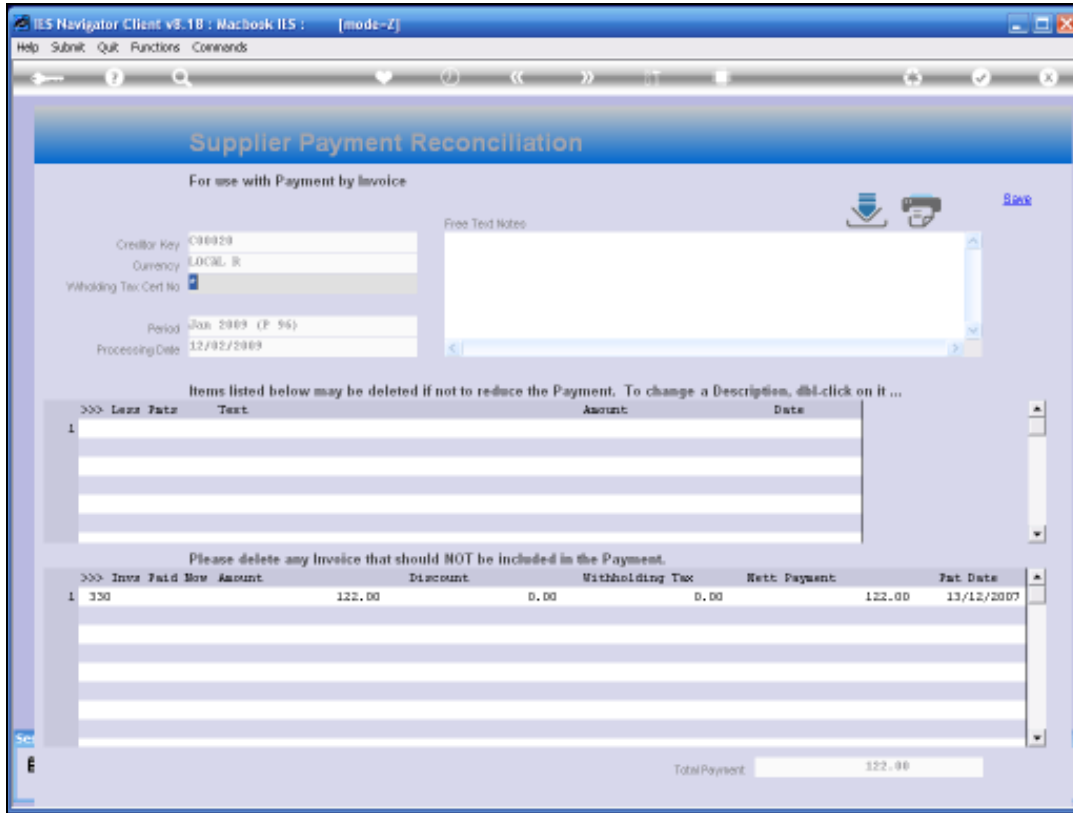 IES Navigator Client v8.18 : Macbook IES : [mode=Z]
Help Submit Quit Functions Commands
Supplier Payment Reconciliation
For use with Payment by Invoice
Save
Free Text Notes
Creditor Key C00020
Currency LOCAL R
Witholding Tax Cert No *
Period Jan 2009 (P 96)
Processing Date 12/02/2009
Items listed below may be deleted if not to reduce the Payment. To change a Description, dbl-click on it ...
>>> Less Pmts Text Amount Date
1
Please delete any Invoice that should NOT be included in the Payment.
>>> Invs Paid Now Amount Discount Withholding Tax Nett Payment Pmt Date
1 330 122.00 0.00 0.00 122.00 13/12/2007
Total Payment 122.00